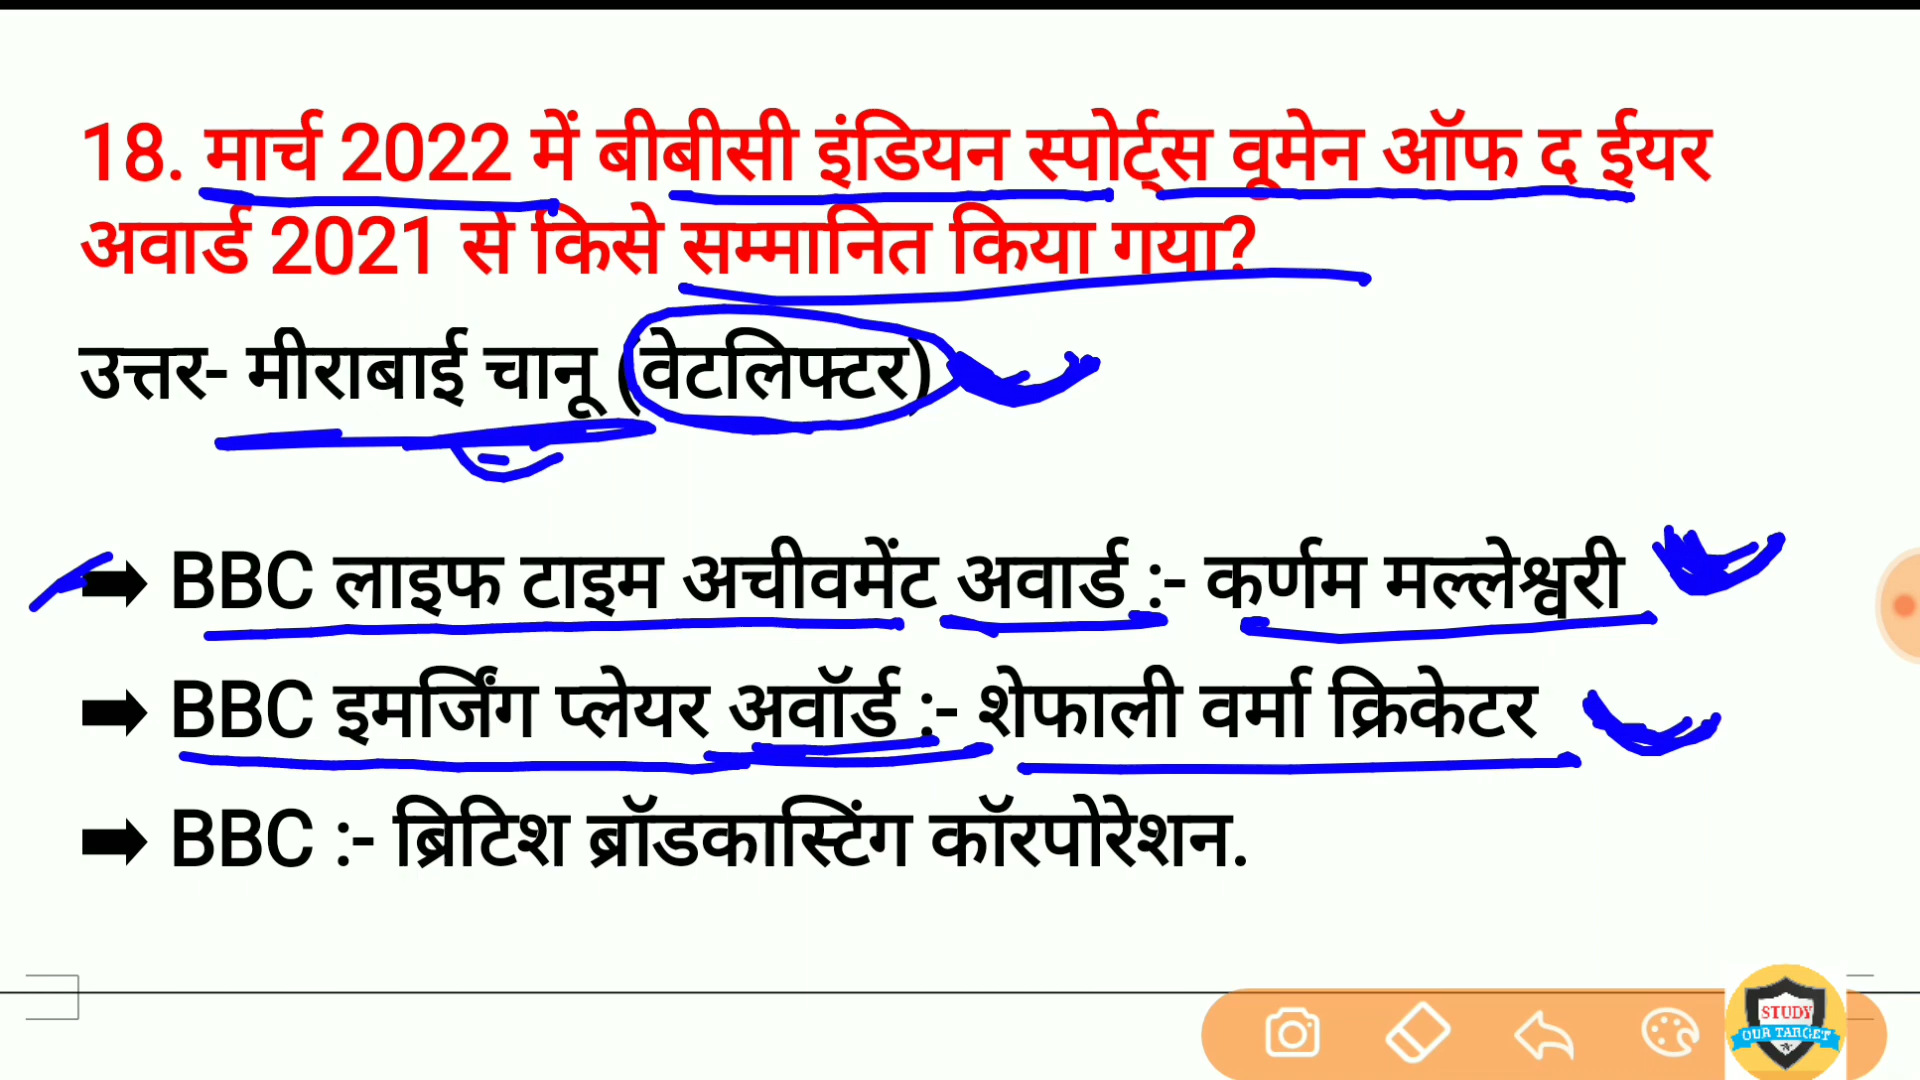 18. मार्च 2022 में बीबीसी इंडियन स्पोर्ट्स वूमेन ऑफ द ईयर
अवार्ड 2021 से किसे सम्मानित किया गया?
उत्तर- मीराबाई चानू (वेटलिफ्टर)
➡ BBC लाइफ टाइम अचीवमेंट अवार्ड :- कर्णम मल्लेश्वरी
➡ BBC इमर्जिंग प्लेयर अवॉर्ड :- शेफाली वर्मा क्रिकेटर
➡ BBC :- ब्रिटिश ब्रॉडकास्टिंग कॉरपोरेशन.
STUDY
OUR TARGET